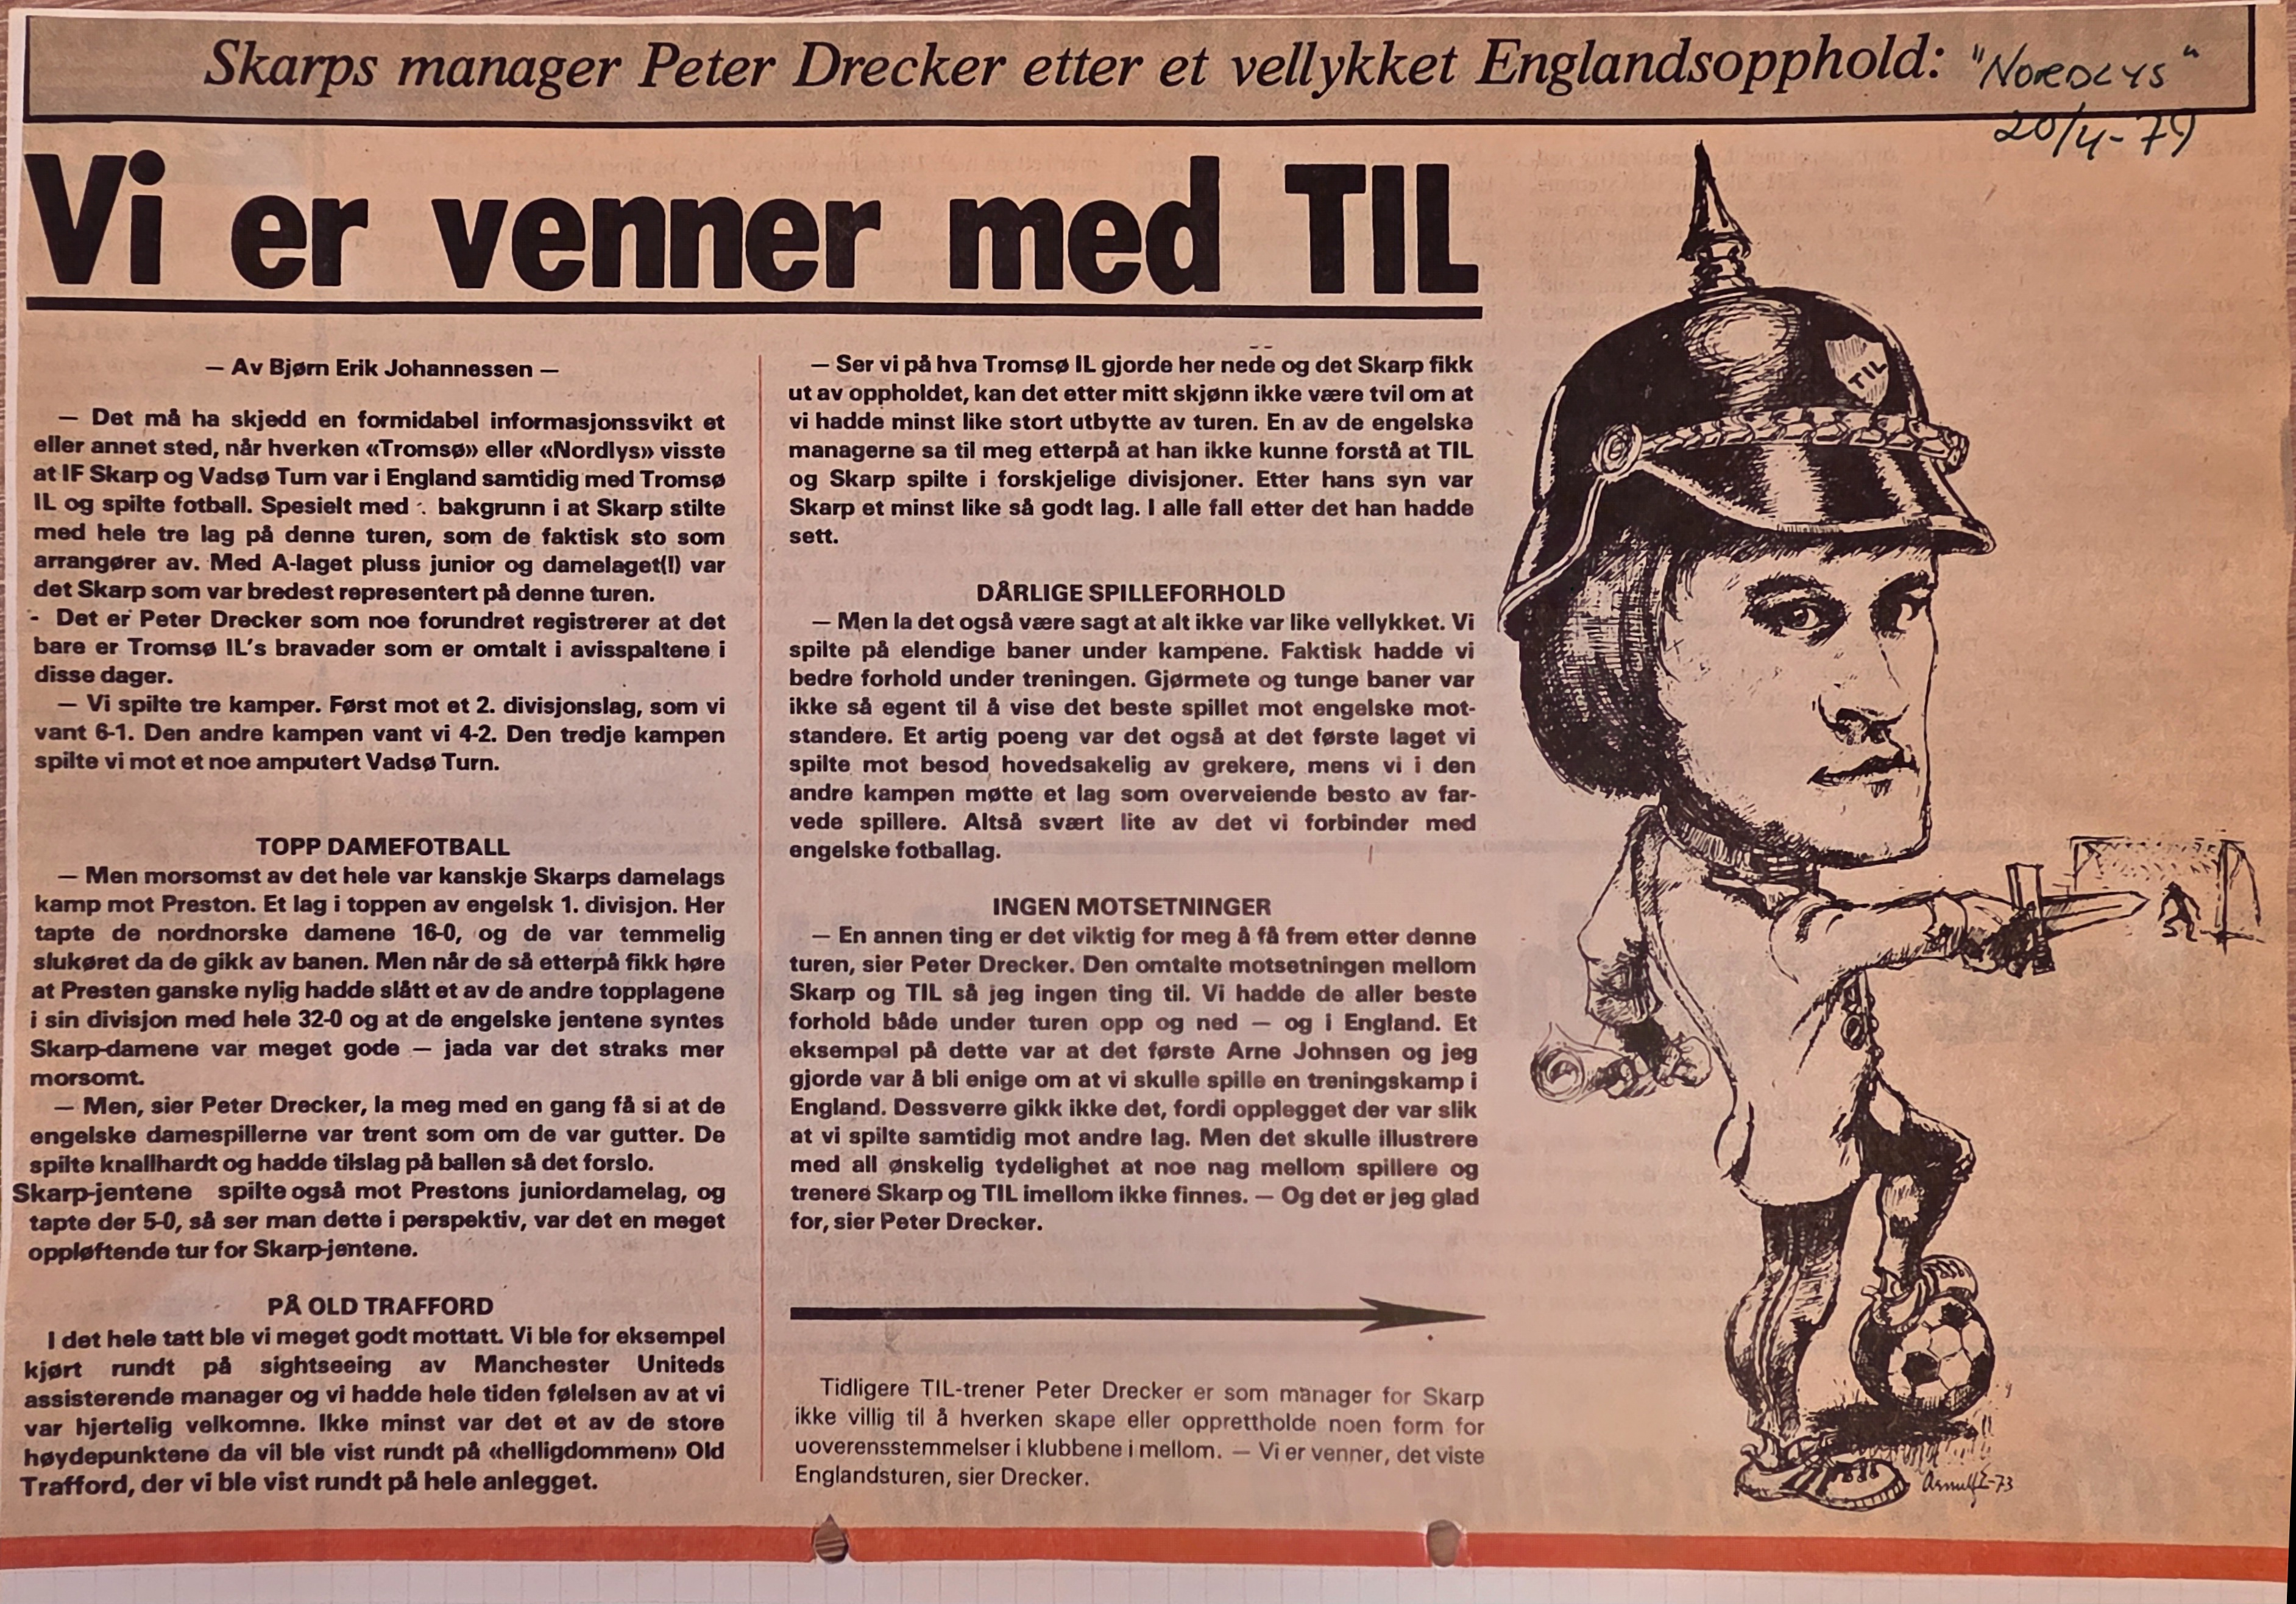 Skarps manager Peter Drecker etter et vellykket Englandsopphold:
"NORDLYS"
20/4-79
Vi er venner med TIL
— Av Bjørn Erik Johannessen —
— Det må ha skjedd en formidabel informasjonssvikt et
eller annet sted, når hverken «Tromsø» eller «Nordlys» visste
at IF Skarp og Vadsø Turn var i England samtidig med Tromsø
IL og spilte fotball. Spesielt med bakgrunn i at Skarp stilte
med hele tre lag på denne turen, som de faktisk sto som
arrangører av. Med A-laget pluss junior og damelaget(!) var
det Skarp som var bredest representert på denne turen.
- Det er Peter Drecker som noe forundret registrerer at det
bare er Tromsø IL's bravader som er omtalt i avisspaltene i
disse dager.
— Vi spilte tre kamper. Først mot et 2. divisjonslag, som vi
vant 6-1. Den andre kampen vant vi 4-2. Den tredje kampen
spilte vi mot et noe amputert Vadsø Turn.
TOPP DAMEFOTBALL
— Men morsomst av det hele var kanskje Skarps damelags
kamp mot Preston. Et lag i toppen av engelsk 1. divisjon. Her
tapte de nordnorske damene 16-0, og de var temmelig
slukøret da de gikk av banen. Men når de så etterpå fikk høre
at Presten ganske nylig hadde slått et av de andre topplagene
i sin divisjon med hele 32-0 og at de engelske jentene syntes
Skarp-damene var meget gode — jada var det straks mer
morsomt.
— Men, sier Peter Drecker, la meg med en gang få si at de
engelske damespillerne var trent som om de var gutter. De
spilte knallhardt og hadde tilslag på ballen så det forslo.
Skarp-jentene spilte også mot Prestons juniordamelag, og
tapte der 5-0, så ser man dette i perspektiv, var det en meget
oppløftende tur for Skarp-jentene.
PÅ OLD TRAFFORD
I det hele tatt ble vi meget godt mottatt. Vi ble for eksempel
kjørt rundt på sightseeing av Manchester Uniteds
assisterende manager og vi hadde hele tiden følelsen av at vi
var hjertelig velkomne. Ikke minst var det et av de store
høydepunktene da vil ble vist rundt på «helligdommen» Old
Trafford, der vi ble vist rundt på hele anlegget.
— Ser vi på hva Tromsø IL gjorde her nede og det Skarp fikk
ut av oppholdet, kan det etter mitt skjønn ikke være tvil om at
vi hadde minst like stort utbytte av turen. En av de engelske
managerne sa til meg etterpå at han ikke kunne forstå at TIL
og Skarp spilte i forskjelige divisjoner. Etter hans syn var
Skarp et minst like så godt lag. I alle fall etter det han hadde
sett.
DÅRLIGE SPILLEFORHOLD
— Men la det også være sagt at alt ikke var like vellykket. Vi
spilte på elendige baner under kampene. Faktisk hadde vi
bedre forhold under treningen. Gjørmete og tunge baner var
ikke så egent til å vise det beste spillet mot engelske mot-
standere. Et artig poeng var det også at det første laget vi
spilte mot besod hovedsakelig av grekere, mens vi i den
andre kampen møtte et lag som overveiende besto av far-
vede spillere. Altså svært lite av det vi forbinder med
engelske fotballag.
INGEN MOTSETNINGER
— En annen ting er det viktig for meg å få frem etter denne
turen, sier Peter Drecker. Den omtalte motsetningen mellom
Skarp og TIL så jeg ingen ting til. Vi hadde de aller beste
forhold både under turen opp og ned — og i England. Et
eksempel på dette var at det første Arne Johnsen og jeg
gjorde var å bli enige om at vi skulle spille en treningskamp i
England. Dessverre gikk ikke det, fordi opplegget der var slik
at vi spilte samtidig mot andre lag. Men det skulle illustrere
med all ønskelig tydelighet at noe nag mellom spillere og
trenere Skarp og TIL imellom ikke finnes. — Og det er jeg glad
for, sier Peter Drecker.
Tidligere TIL-trener Peter Drecker er som manager for Skarp
ikke villig til å hverken skape eller opprettholde noen form for
uoverensstemmelser i klubbene i mellom. — Vi er venner, det viste
Englandsturen, sier Drecker.
TIL